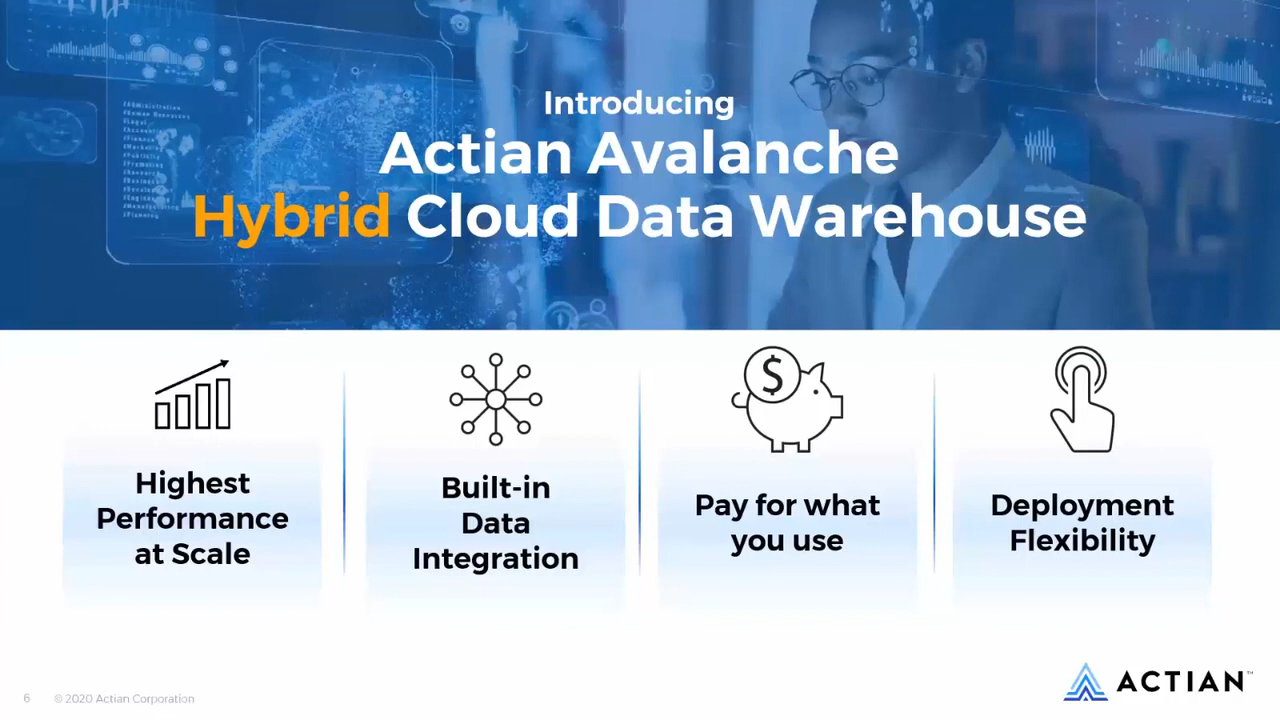 Introducing
Actian Avalanche
Hybrid Cloud Data Warehouse
$
Highest
Performance
at Scale
Built-in
Data
Integration
Pay for what
you use
Deployment
Flexibility
6
© 2020 Actian Corporation
ACTIAN™